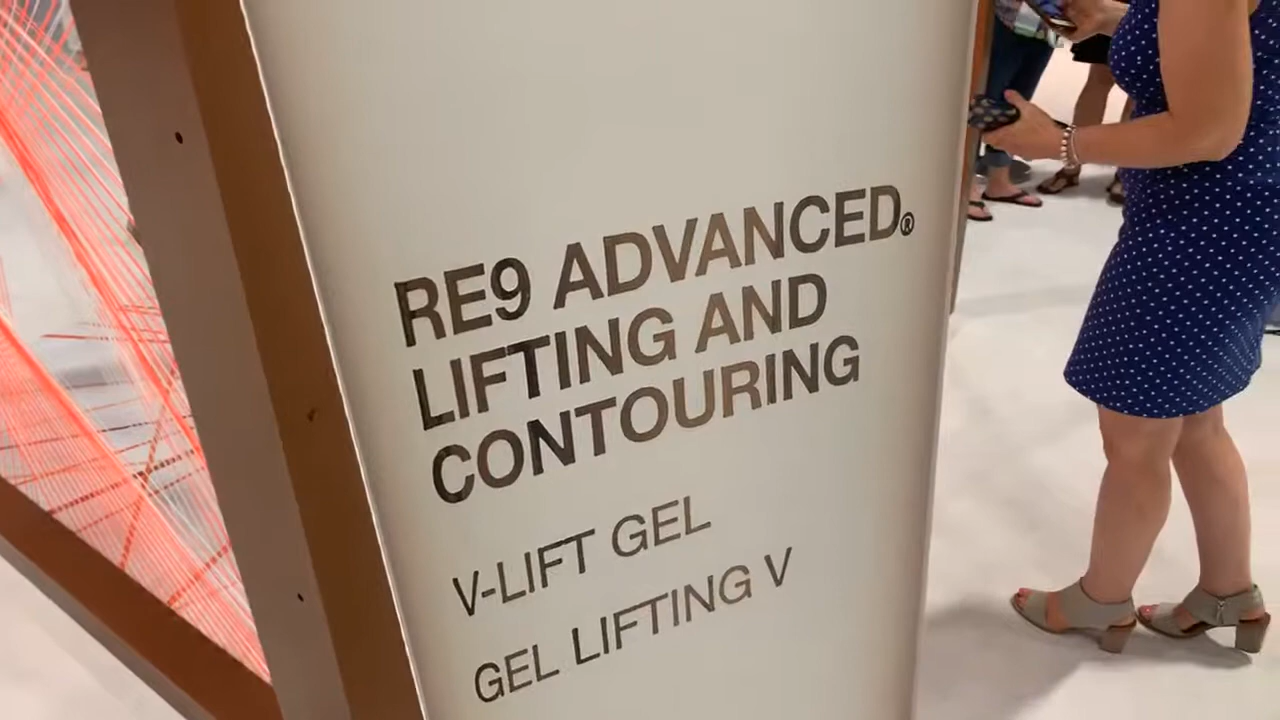 RE9 ADVANCED®
LIFTING AND
CONTOURING
V-LIFT GEL
GEL LIFTING V